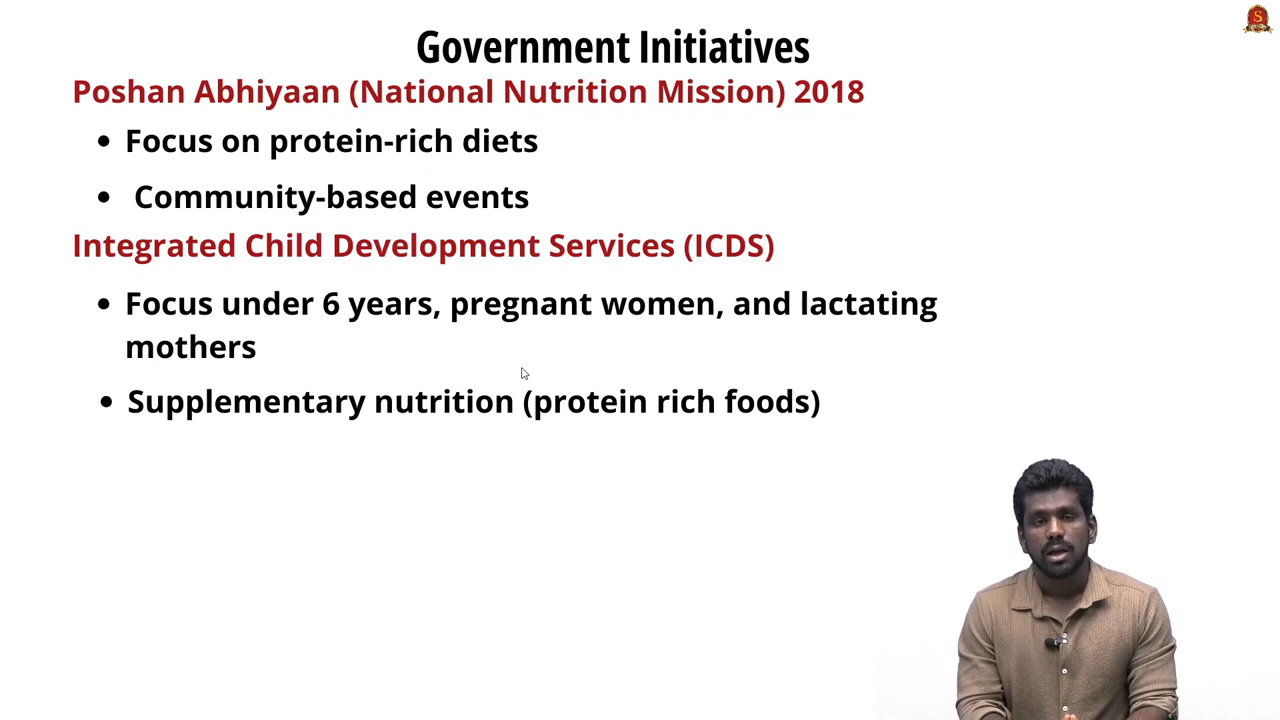 Government Initiatives
Poshan Abhiyaan (National Nutrition Mission) 2018
• Focus on protein-rich diets
• Community-based events
Integrated Child Development Services (ICDS)
• Focus under 6 years, pregnant women, and lactating
mothers
• Supplementary nutrition (protein rich foods)
S